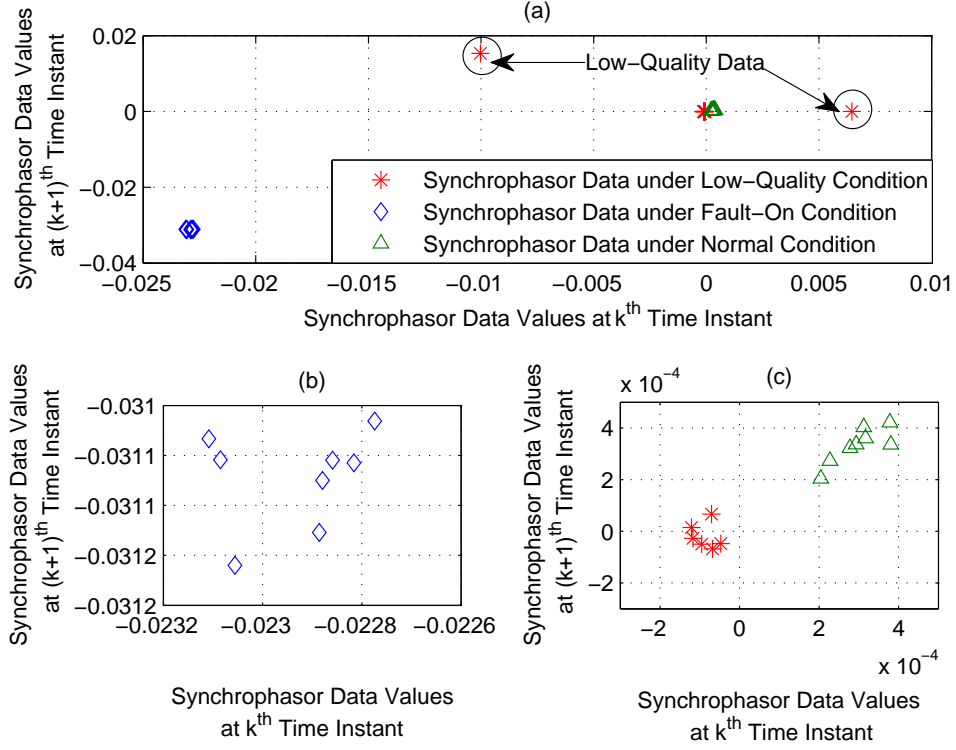 (a)
Synchrophasor Data Values
at (k+1)th Time Instant
0.02
0
−0.02
−0.04
Low−Quality Data
Synchrophasor Data under Low−Quality Condition
Synchrophasor Data under Fault−On Condition
Synchrophasor Data under Normal Condition
−0.025 −0.02 −0.01 −0.005 0 0.005 0.01
Synchrophasor Data Values at kth Time Instant
(b)
Synchrophasor Data Values
at (k+1)th Time Instant
−0.031
−0.0311
−0.0311
−0.0312
−0.0312
−0.0232 −0.023 −0.0228 −0.0226
Synchrophasor Data Values
at kth Time Instant
(c)
x 10−4
Synchrophasor Data Values
at (k+1)th Time Instant
4
2
0
−2
−2 0 2 4
x 10−4
Synchrophasor Data Values
at kth Time Instant